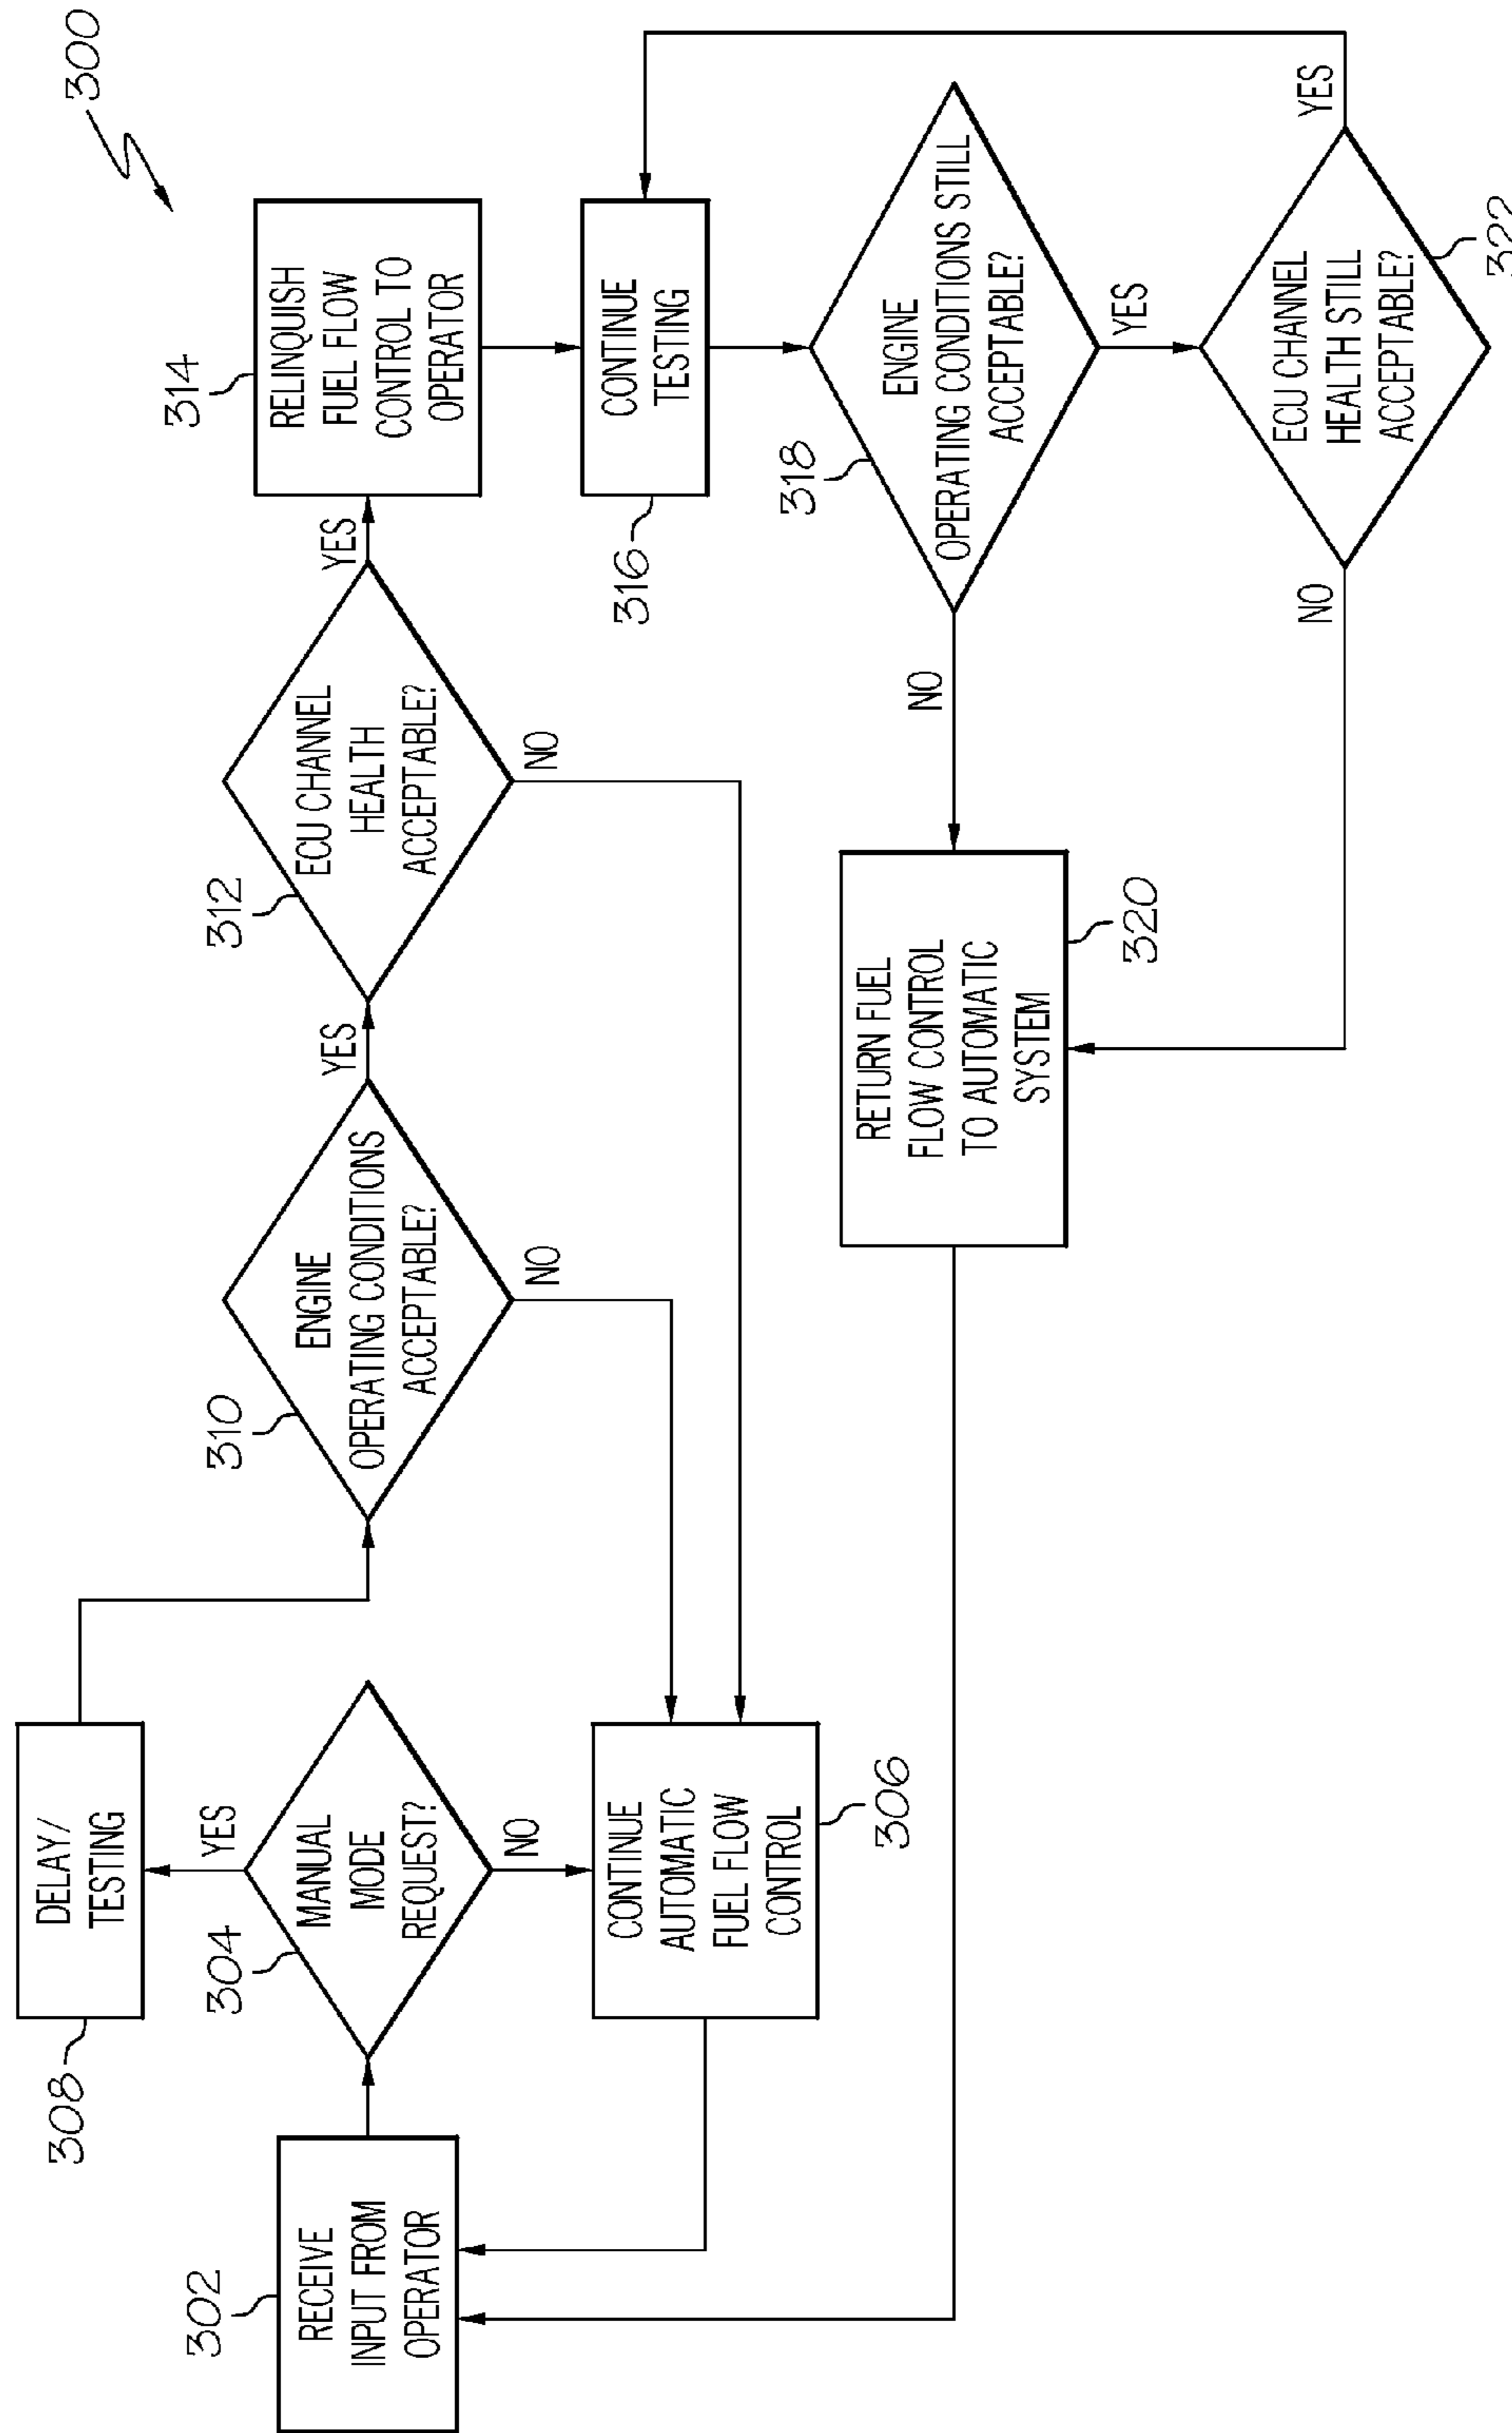 300
302
RECEIVE
INPUT FROM
OPERATOR
304
MANUAL
MODE
REQUEST?
YES
NO
308
DELAY/
TESTING
CONTINUE
AUTOMATIC
FUEL FLOW
CONTROL
306
310
ENGINE
OPERATING CONDITIONS
ACCEPTABLE?
YES
NO
312
ECU CHANNEL
HEALTH
ACCEPTABLE?
YES
NO
314
RELINQUISH
FUEL FLOW
CONTROL TO
OPERATOR
316
CONTINUE
TESTING
318
ENGINE
OPERATING CONDITIONS STILL
ACCEPTABLE?
NO
YES
RETURN FUEL
FLOW CONTROL
TO AUTOMATIC
SYSTEM
320
ECU CHANNEL
HEALTH STILL
ACCEPTABLE?
NO
YES
322